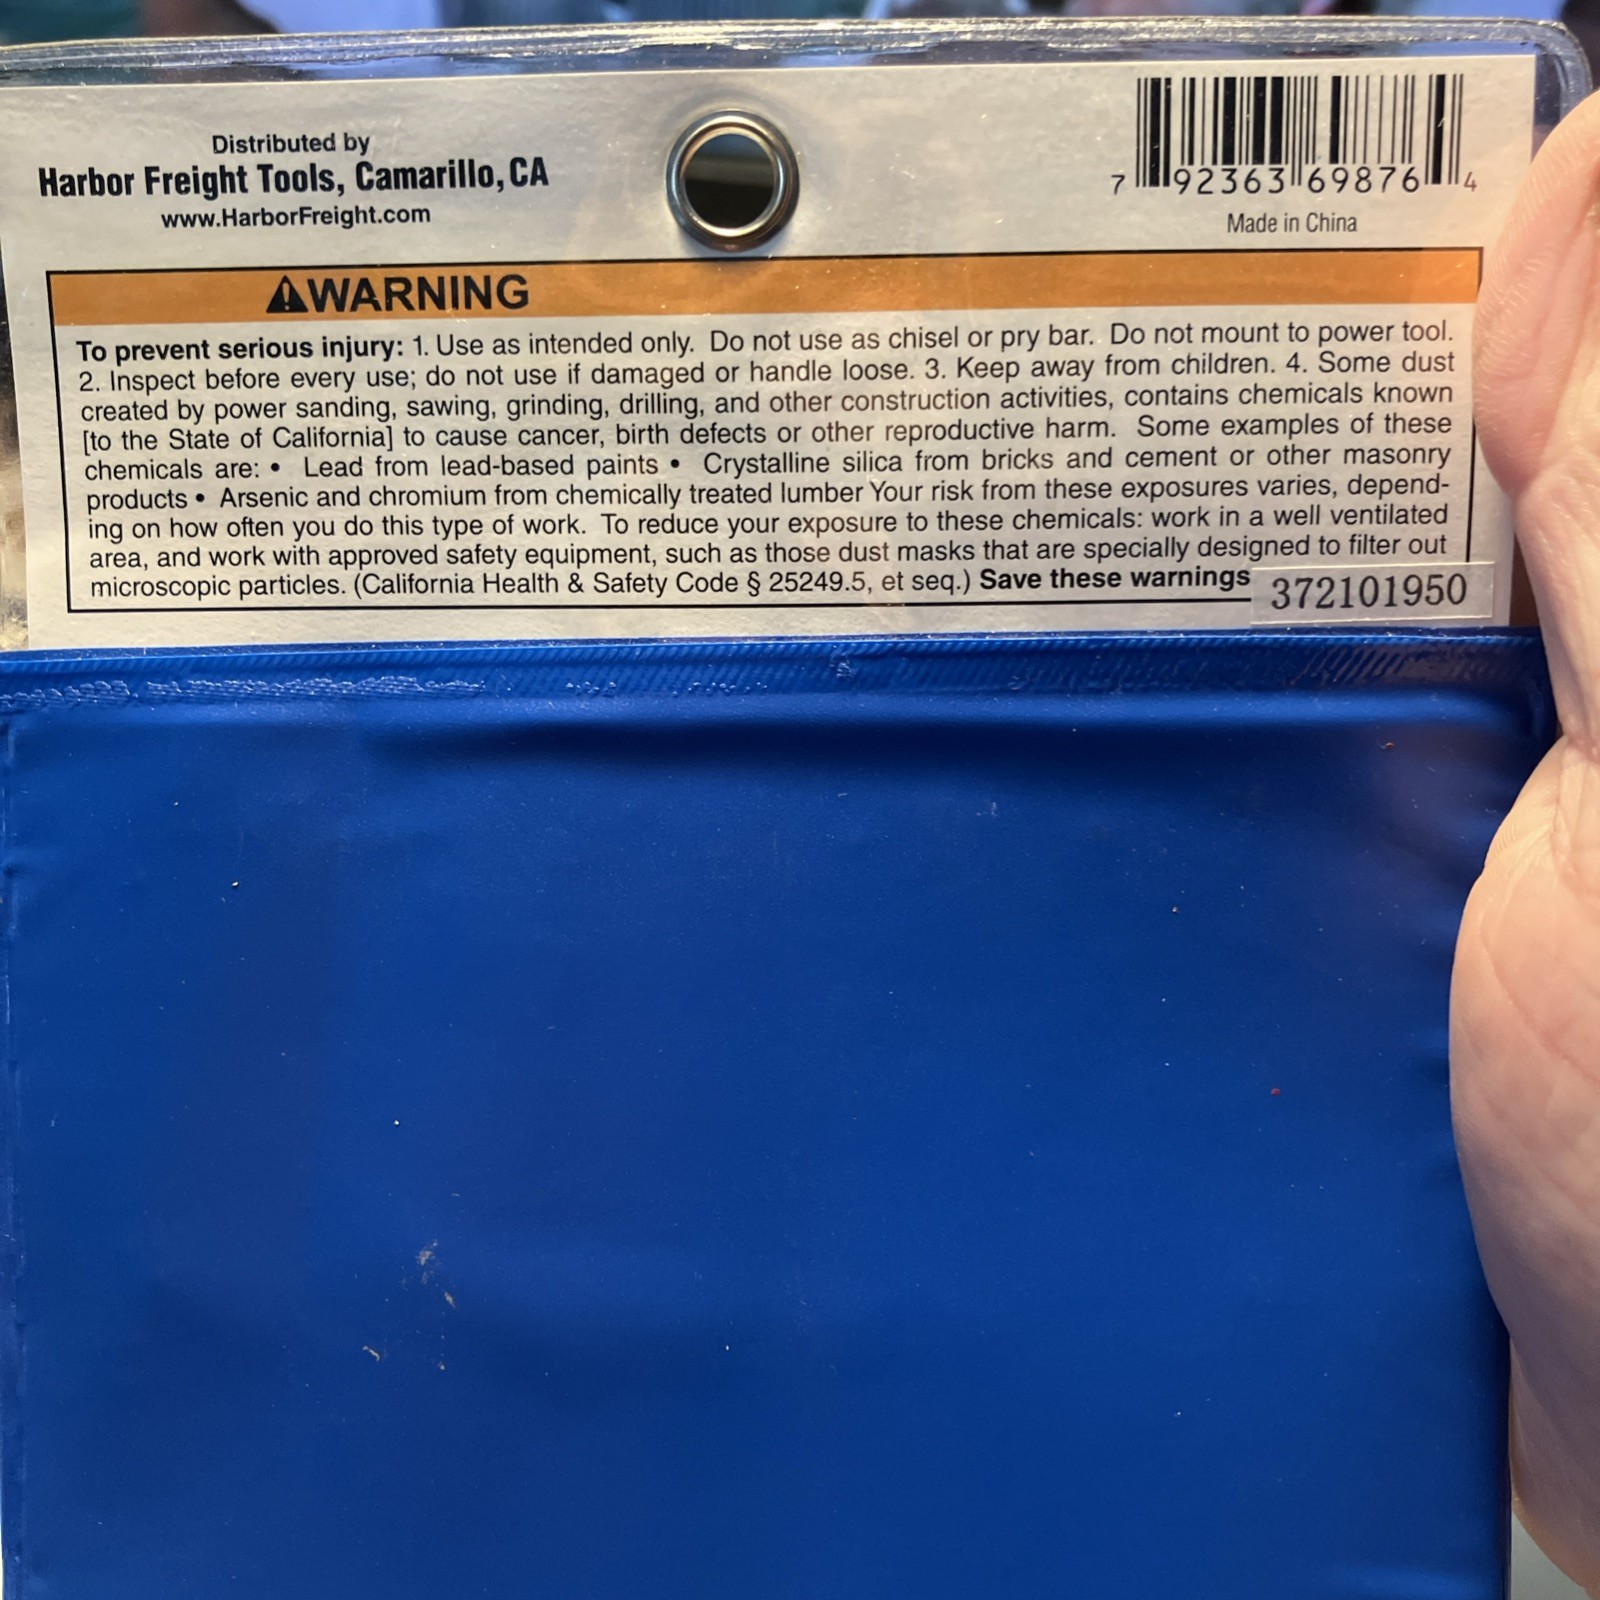 Distributed by
Harbor Freight Tools, Camarillo, CA
www.HarborFreight.com
7 92363 69876 4
Made in China
⚠WARNING
To prevent serious injury: 1. Use as intended only. Do not use as chisel or pry bar. Do not mount to power tool.
2. Inspect before every use; do not use if damaged or handle loose. 3. Keep away from children. 4. Some dust
created by power sanding, sawing, grinding, drilling, and other construction activities, contains chemicals known
[to the State of California] to cause cancer, birth defects or other reproductive harm. Some examples of these
chemicals are: • Lead from lead-based paints • Crystalline silica from bricks and cement or other masonry
products • Arsenic and chromium from chemically treated lumber Your risk from these exposures varies, depend-
ing on how often you do this type of work. To reduce your exposure to these chemicals: work in a well ventilated
area, and work with approved safety equipment, such as those dust masks that are specially designed to filter out
microscopic particles. (California Health & Safety Code § 25249.5, et seq.) Save these warnings
372101950